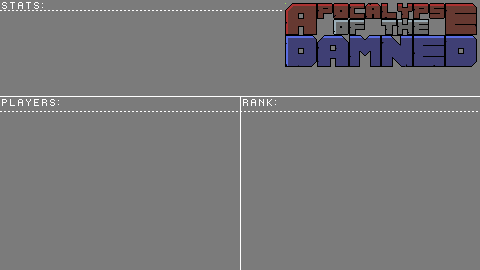 STATS:
APOCALYPSE
OF THE
DAMNED
PLAYERS:
RANK: